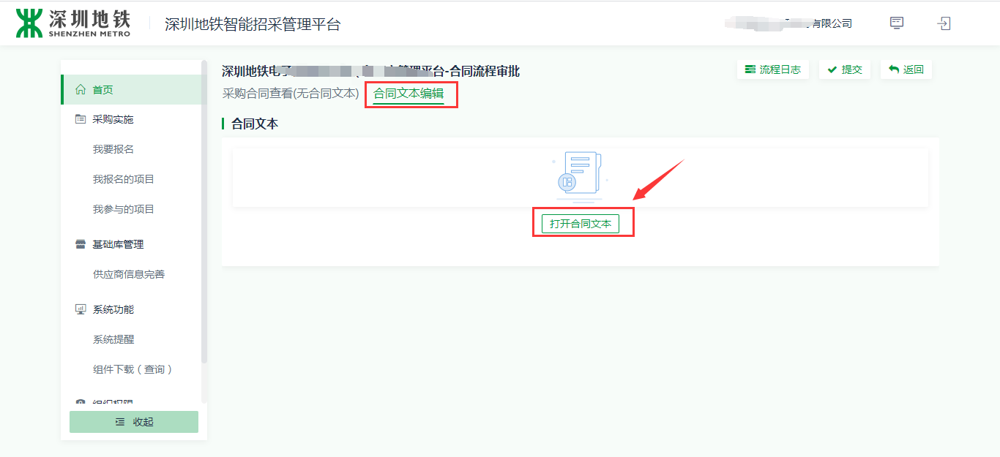 深圳地铁
SHENZHEN METRO
深圳地铁智能招采管理平台
有限公司
首页
采购实施
我要报名
我报名的项目
我参与的项目
基础库管理
供应商信息完善
系统功能
系统提醒
组件下载（查询）
组织权限
收起
深圳地铁电子 管理平台-合同流程审批
流程日志
提交
返回
采购合同查看(无合同文本)
合同文本编辑
合同文本
打开合同文本